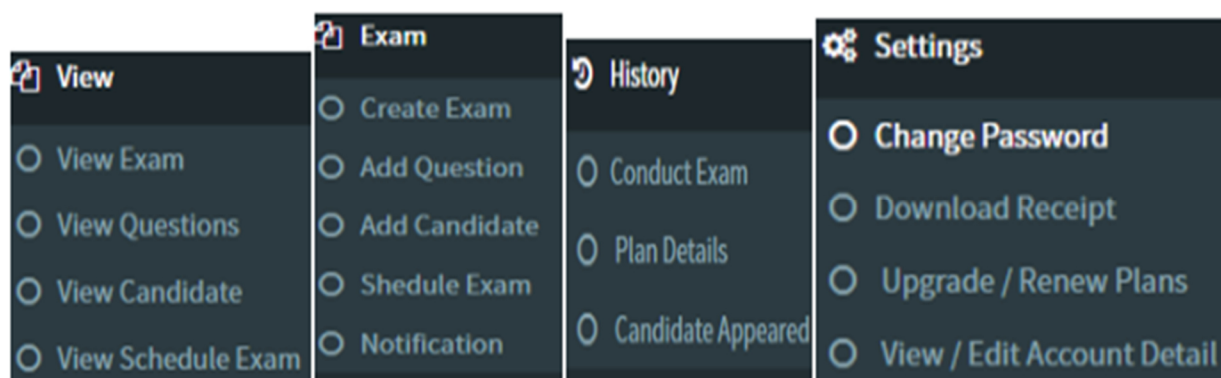 View
View Exam
View Questions
View Candidate
View Schedule Exam
Exam
Create Exam
Add Question
Add Candidate
Shedule Exam
Notification
History
Conduct Exam
Plan Details
Candidate Appeared
Settings
Change Password
Download Receipt
Upgrade / Renew Plans
View / Edit Account Detail